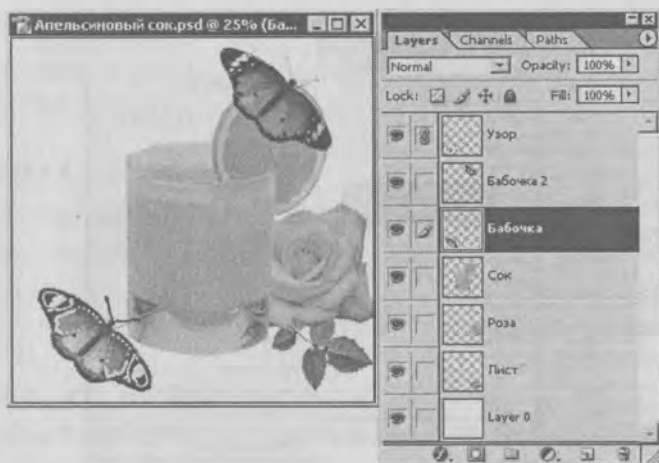 Апельсиновый сок.psd @ 25% (Ба...
Layers Channels Paths
Normal Opacity: 100%
Lock: Fill: 100%
Узор
Бабочка 2
Бабочка
Сок
Роза
Лист
Layer 0